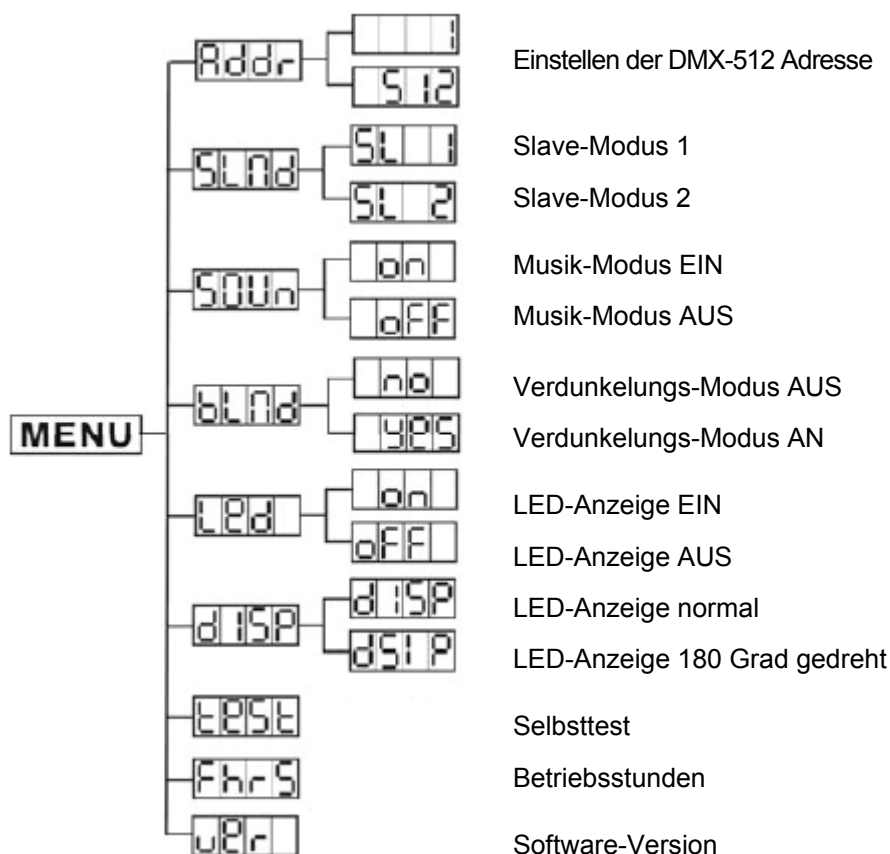 Addr 1 Einstellen der DMX-512 Adresse
512
SLMd SL 1 Slave-Modus 1
SL 2 Slave-Modus 2
SOUn on Musik-Modus EIN
oFF Musik-Modus AUS
bLMd no Verdunkelungs-Modus AUS
yes Verdunkelungs-Modus AN
MENU
Led on LED-Anzeige EIN
oFF LED-Anzeige AUS
dISP dISP LED-Anzeige normal
dSIP LED-Anzeige 180 Grad gedreht
teSt Selbsttest
FhrS Betriebsstunden
ver Software-Version